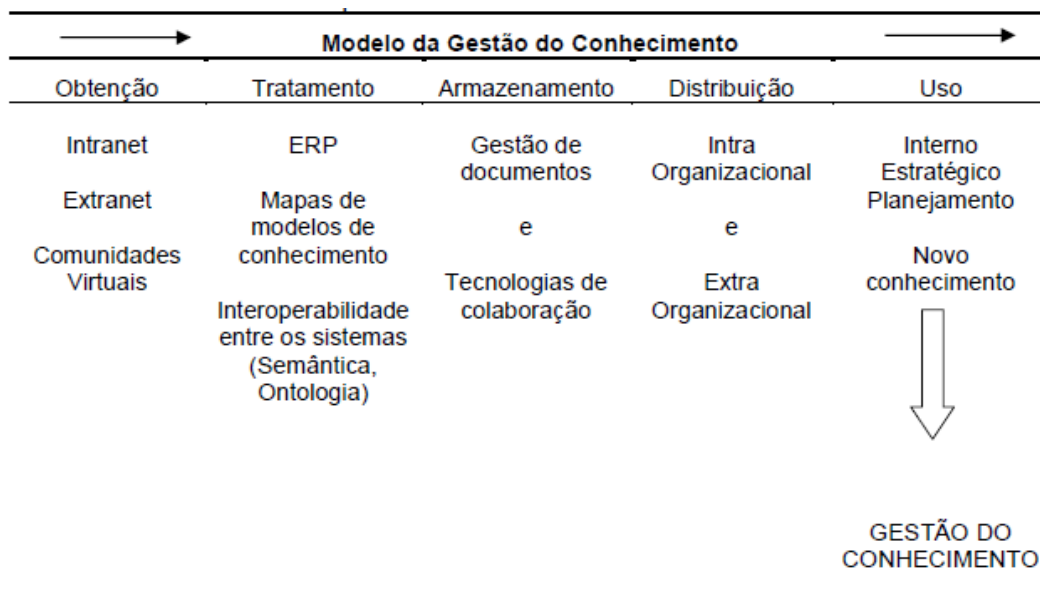 Modelo da Gestão do Conhecimento
Obtenção Tratamento Armazenamento Distribuição Uso
Intranet
Extranet
Comunidades
Virtuais
ERP
Mapas de
modelos de
conhecimento
Interoperabilidade
entre os sistemas
(Semântica,
Ontologia)
Gestão de
documentos
e
Tecnologias de
colaboração
Intra
Organizacional
e
Extra
Organizacional
Interno
Estratégico
Planejamento
Novo
conhecimento
GESTÃO DO
CONHECIMENTO